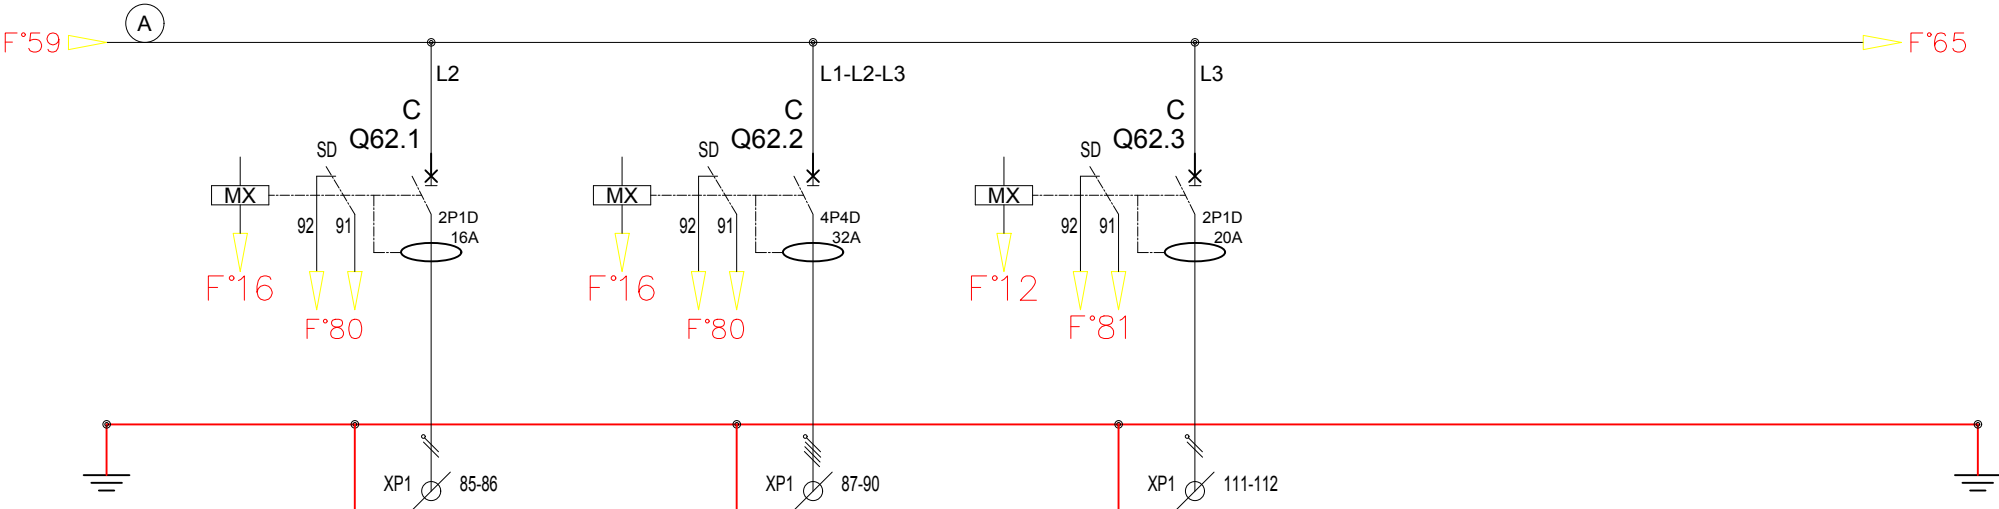 A
F°59
F°65
L2
L1-L2-L3
L3
C
C
C
Q62.1
Q62.2
Q62.3
SD
SD
SD
MX
MX
MX
92
91
2P1D
16A
92
91
4P4D
32A
92
91
2P1D
20A
F°16
F°16
F°12
F°80
F°80
F°81
XP1
85-86
XP1
87-90
XP1
111-112